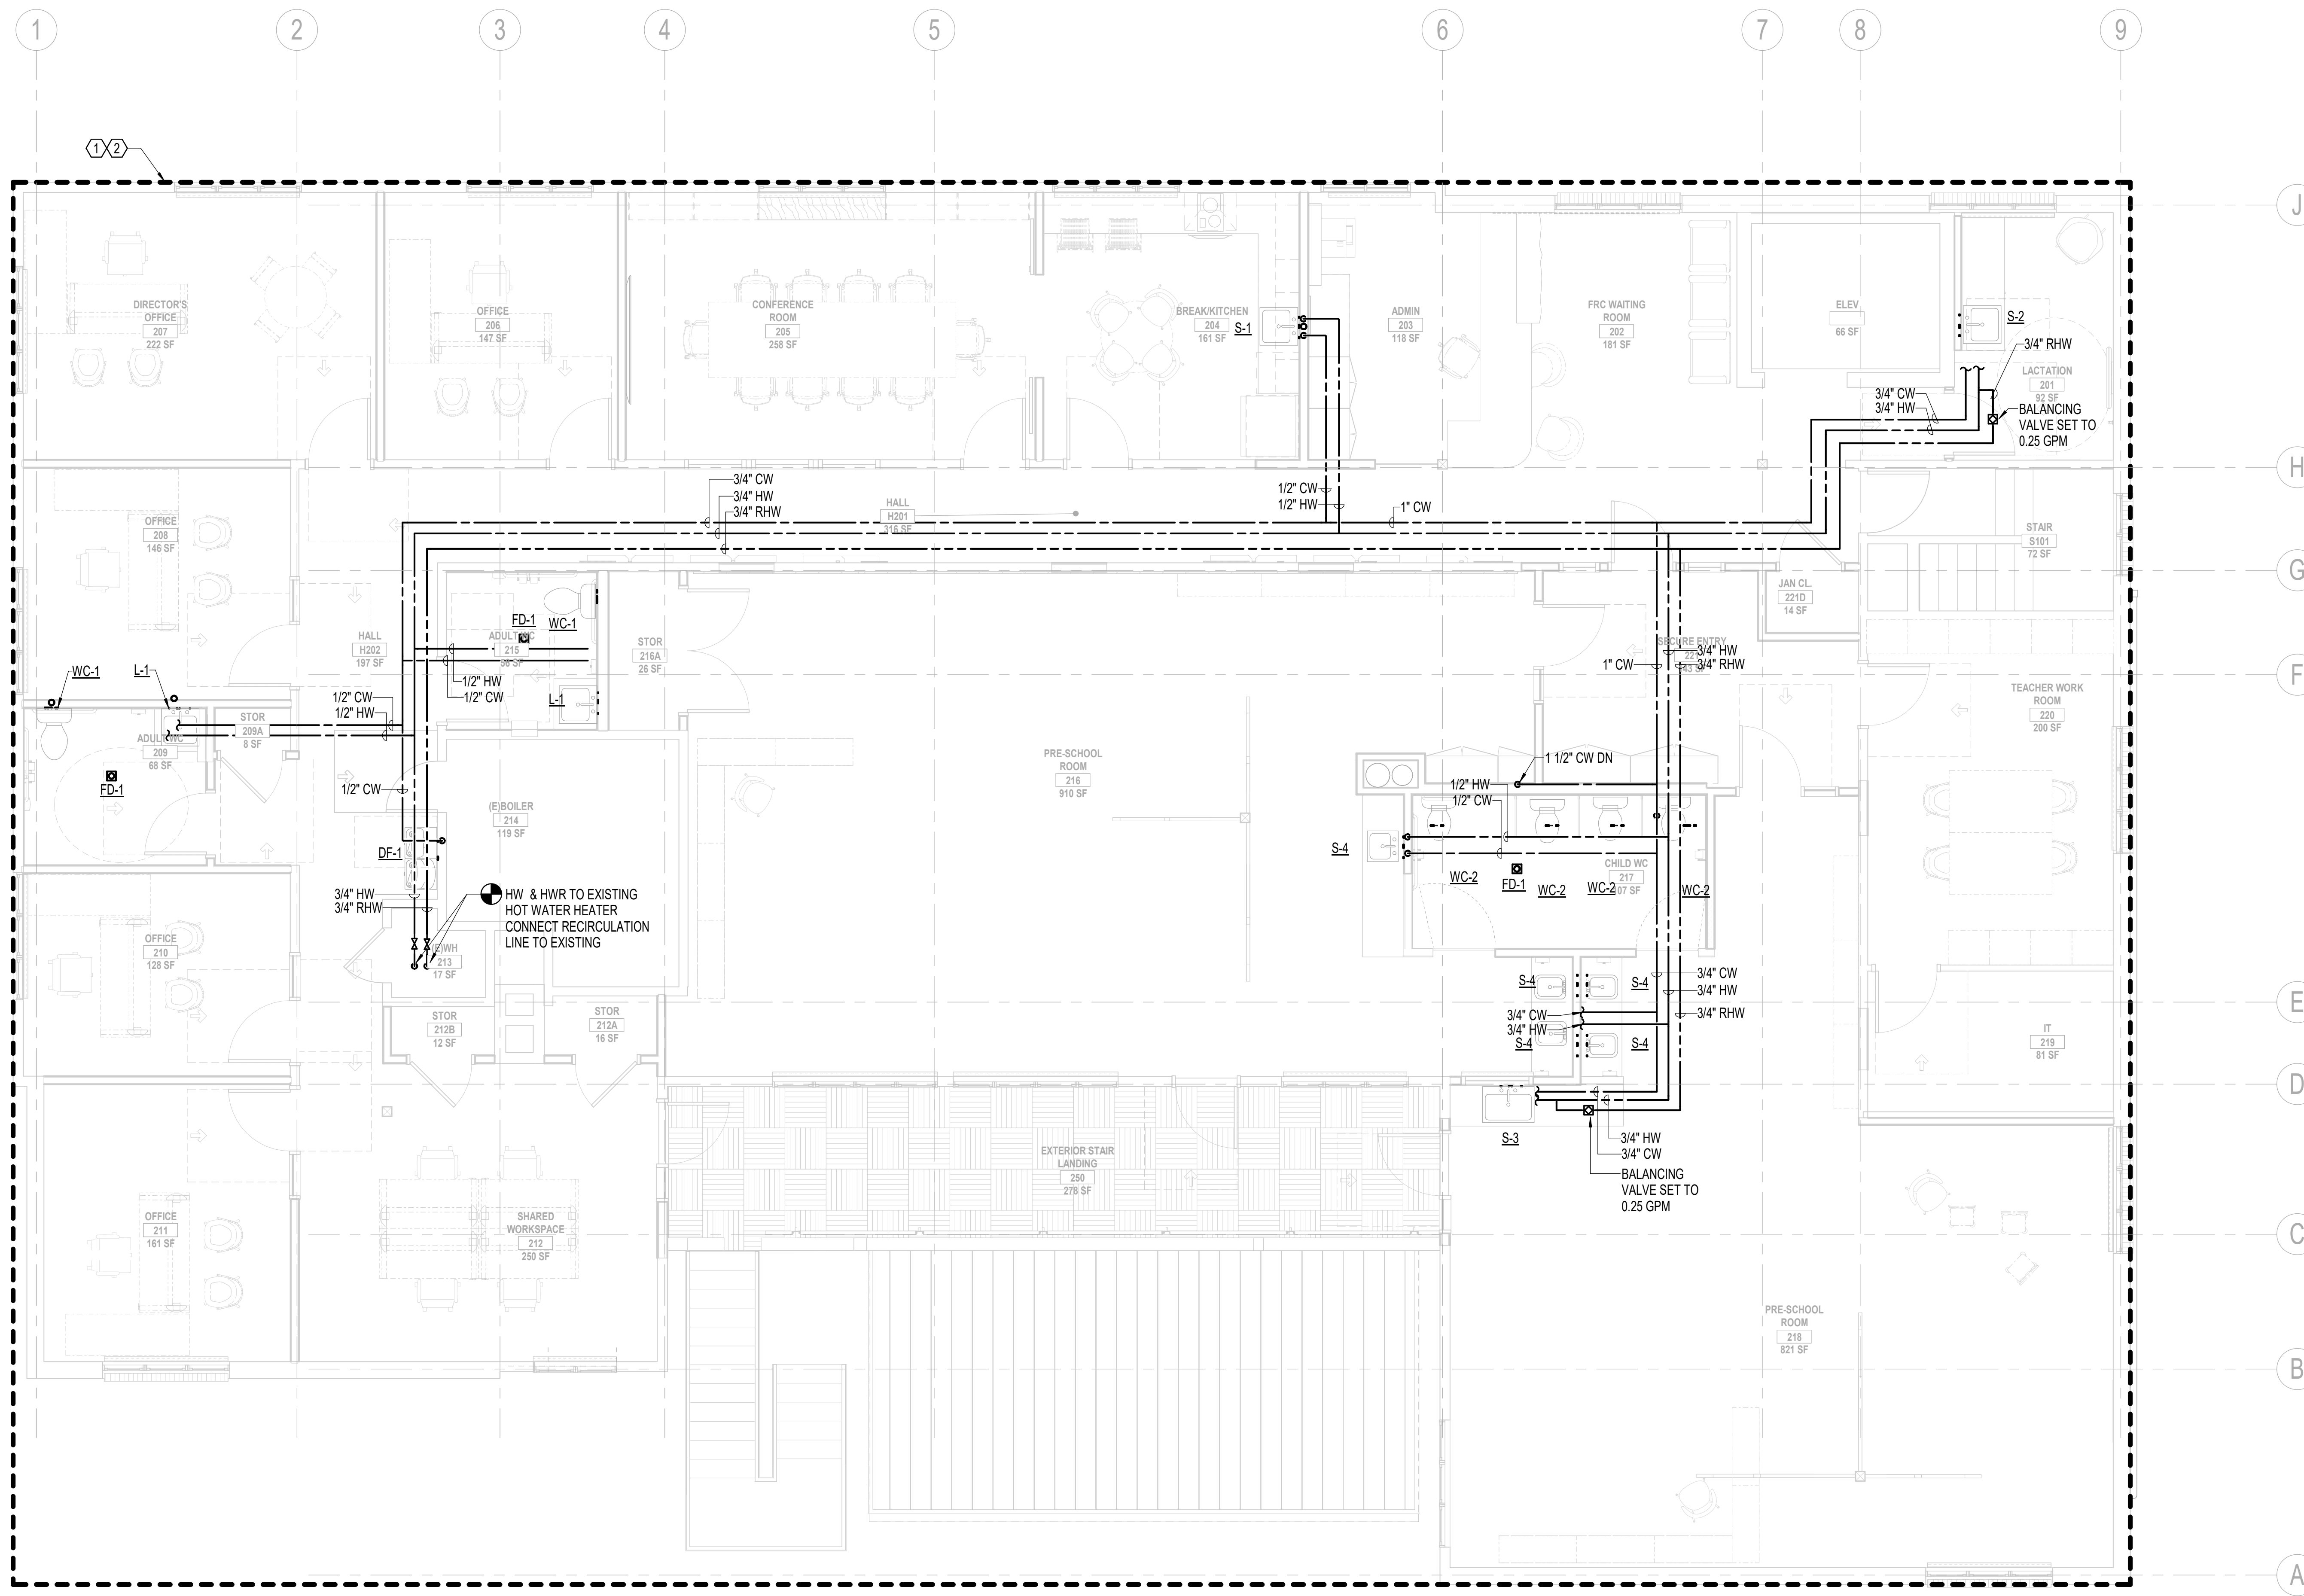 1
2
3
4
5
6
7
8
9
1
2
J
H
G
F
E
D
C
B
A
DIRECTOR'S
OFFICE
207
222 SF
OFFICE
206
147 SF
CONFERENCE
ROOM
205
258 SF
BREAK/KITCHEN
204
161 SF
S-1
ADMIN
203
118 SF
FRC WAITING
ROOM
202
181 SF
ELEV
66 SF
S-2
3/4" RHW
LACTATION
201
92 SF
3/4" CW
3/4" HW
BALANCING
VALVE SET TO
0.25 GPM
3/4" CW
3/4" HW
3/4" RHW
HALL
H201
316 SF
1/2" CW
1/2" HW
1" CW
OFFICE
208
146 SF
STAIR
S101
72 SF
JAN CL.
221D
14 SF
HALL
H202
197 SF
FD-1
WC-1
ADULT WC
215
1/2" HW
1/2" CW
L-1
STOR
216A
26 SF
SECURE ENTRY
3/4" HW
3/4" RHW
1" CW
WC-1
L-1
1/2" CW
1/2" HW
STOR
209A
8 SF
ADULT WC
209
68 SF
FD-1
TEACHER WORK
ROOM
220
200 SF
PRE-SCHOOL
ROOM
216
910 SF
1 1/2" CW DN
1/2" HW
1/2" CW
1/2" CW
(E)BOILER
214
119 SF
DF-1
S-4
CHILD WC
217
WC-2
FD-1
WC-2
WC-2
WC-2
3/4" HW
3/4" RHW
HW & HWR TO EXISTING
HOT WATER HEATER
CONNECT RECIRCULATION
LINE TO EXISTING
OFFICE
210
128 SF
(E)WH
213
17 SF
S-4
S-4
3/4" CW
3/4" HW
3/4" RHW
3/4" CW
3/4" HW
S-4
S-4
STOR
212B
12 SF
STOR
212A
16 SF
IT
219
81 SF
S-3
3/4" HW
3/4" CW
BALANCING
VALVE SET TO
0.25 GPM
EXTERIOR STAIR
LANDING
250
278 SF
OFFICE
211
161 SF
SHARED
WORKSPACE
212
250 SF
PRE-SCHOOL
ROOM
218
821 SF